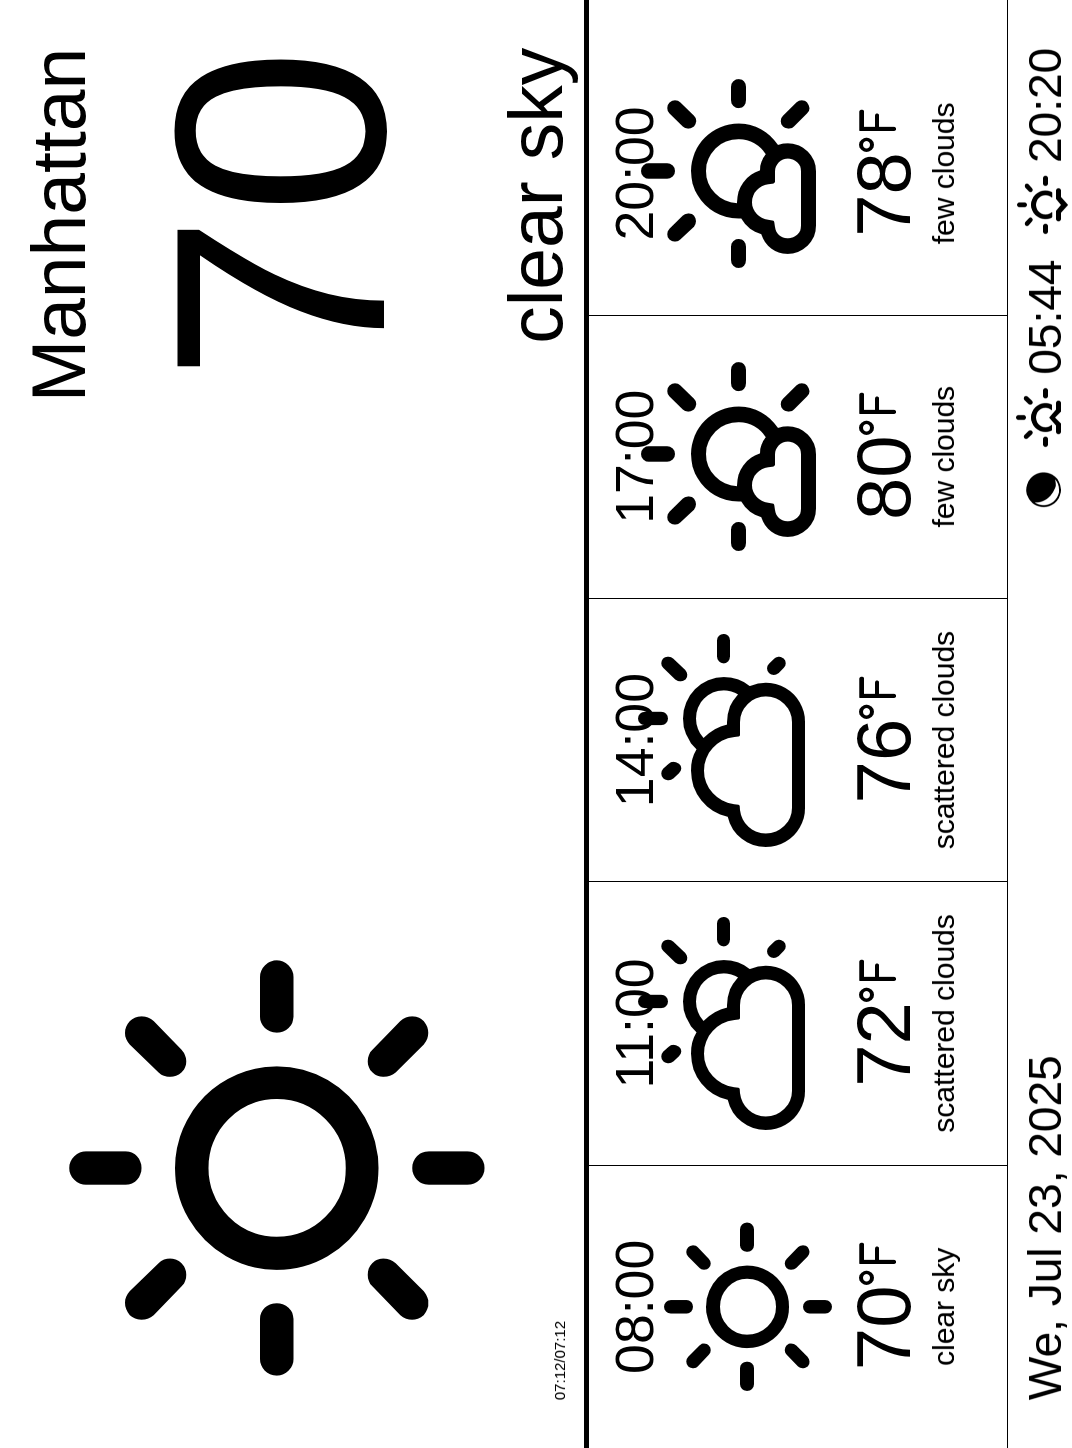 Manhattan
70
clear sky
07:12/07:12
08:00
70°F
clear sky
11:00
72°F
scattered clouds
14:00
76°F
scattered clouds
17:00
80°F
few clouds
20:00
78°F
few clouds
We, Jul 23, 2025
05:44
20:20